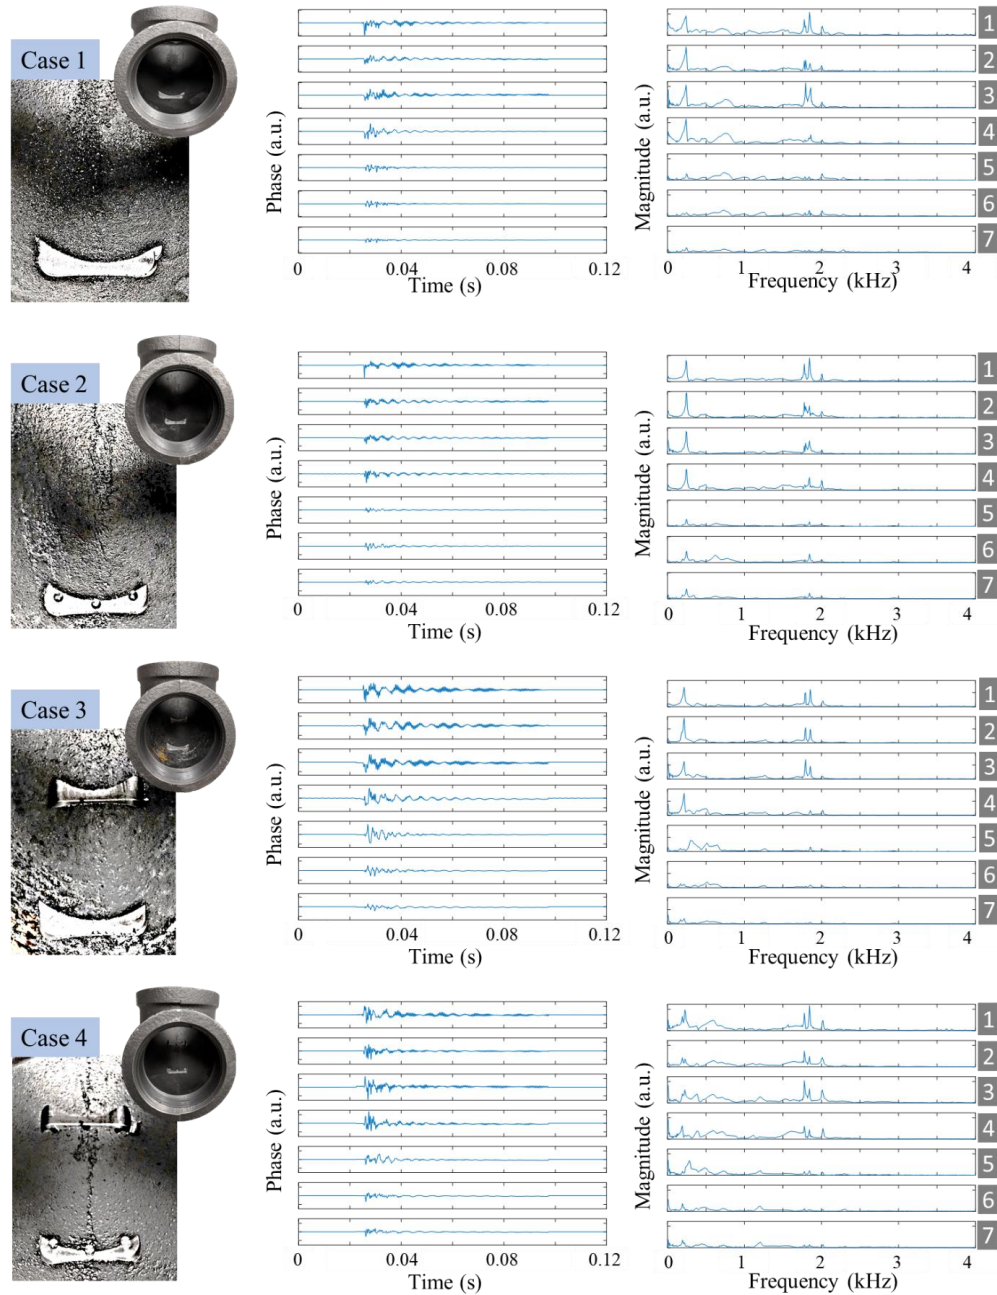 Case 1
Phase (a.u.)
0 0.04 0.08 0.12
Time (s)
Magnitude (a.u.)
0 1 2 3 4
Frequency (kHz)
1
2
3
4
5
6
7
Case 2
Phase (a.u.)
0 0.04 0.08 0.12
Time (s)
Magnitude (a.u.)
0 1 2 3 4
Frequency (kHz)
1
2
3
4
5
6
7
Case 3
Phase (a.u.)
0 0.04 0.08 0.12
Time (s)
Magnitude (a.u.)
0 1 2 3 4
Frequency (kHz)
1
2
3
4
5
6
7
Case 4
Phase (a.u.)
0 0.04 0.08 0.12
Time (s)
Magnitude (a.u.)
0 1 2 3 4
Frequency (kHz)
1
2
3
4
5
6
7